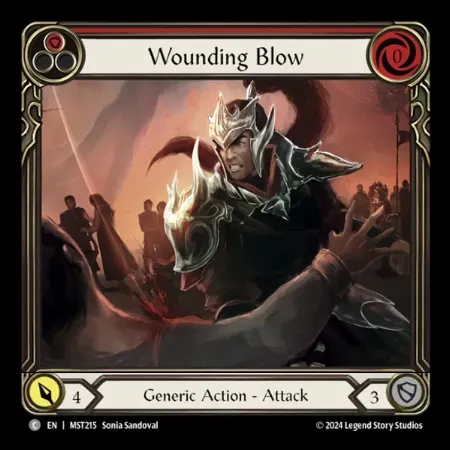 Wounding Blow
0
4
Generic Action - Attack
3
C EN | MST215 Sonia Sandoval
© 2024 Legend Story Studios